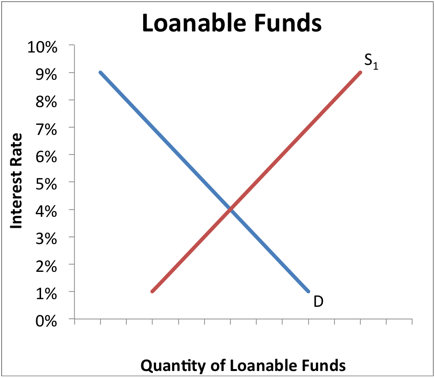 Loanable Funds
10%
9%
8%
7%
6%
5%
4%
3%
2%
1%
0%
Interest Rate
S₁
D
Quantity of Loanable Funds